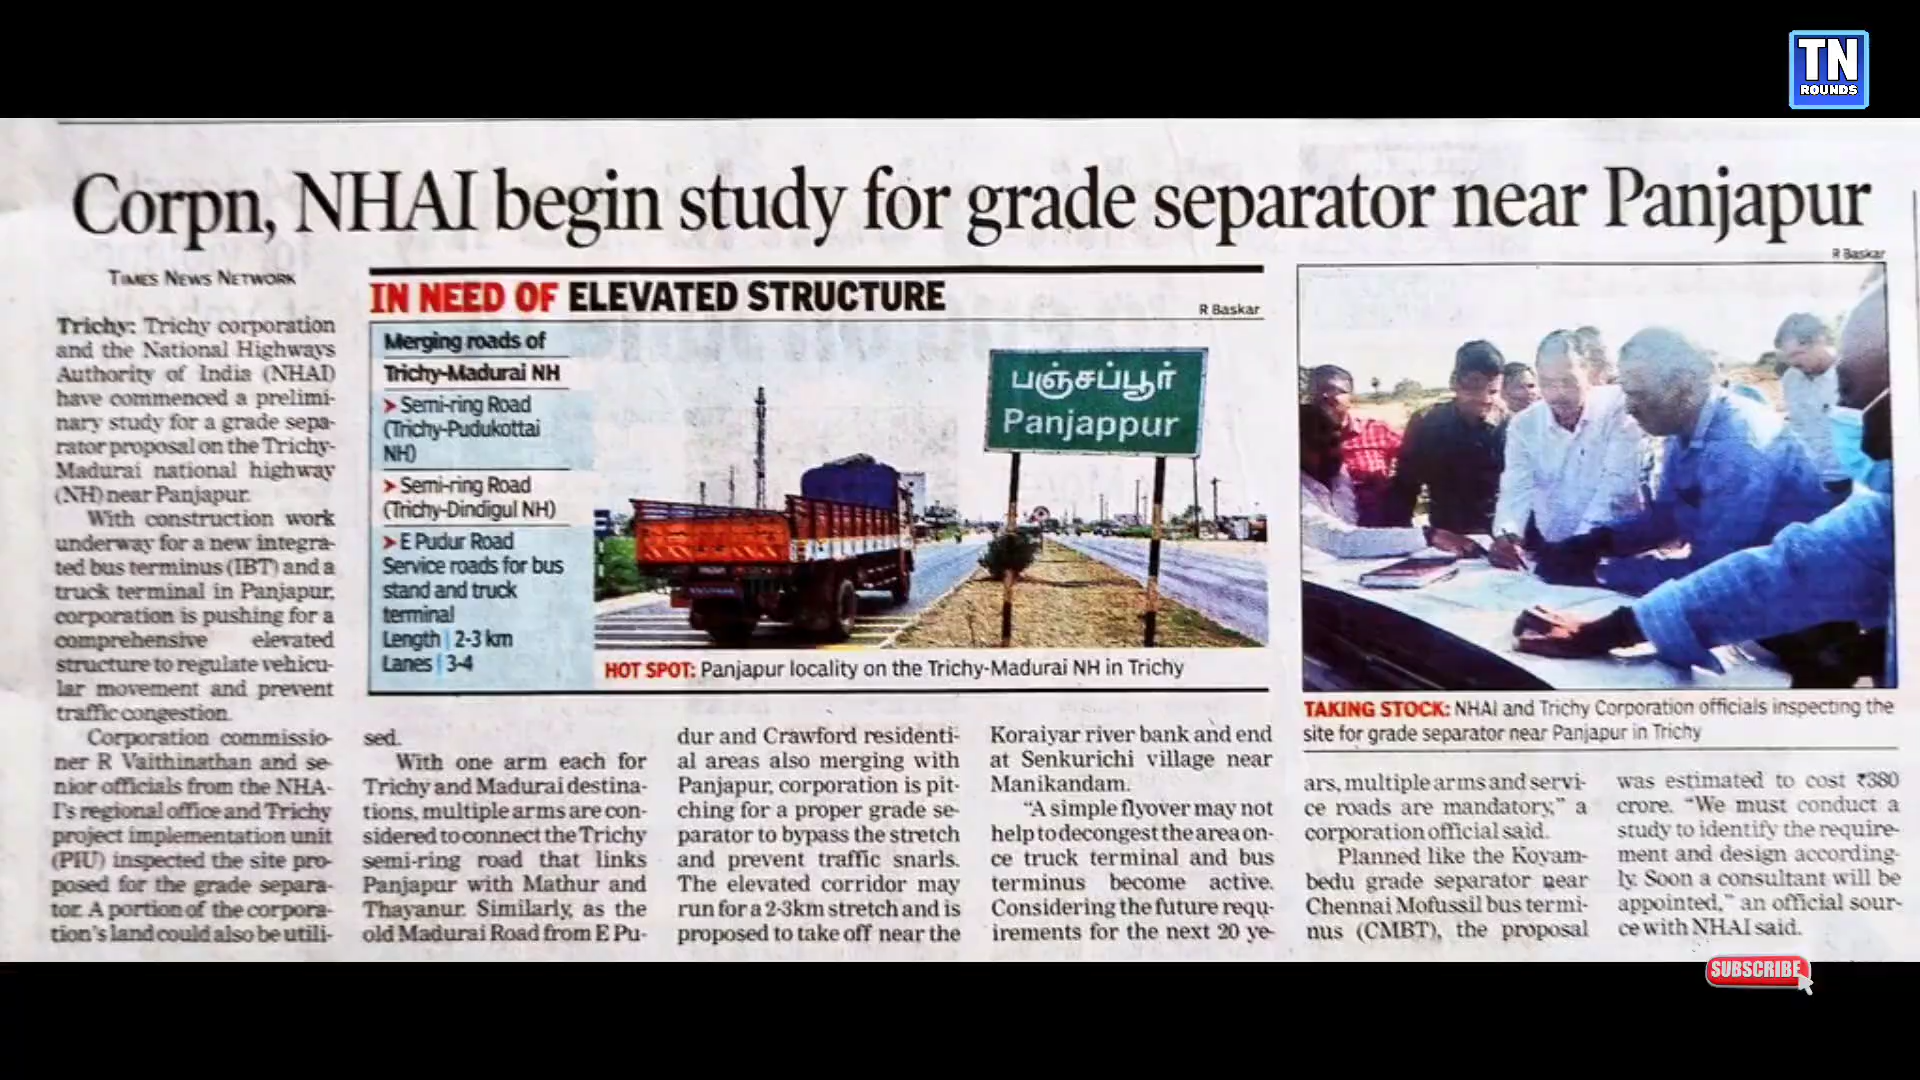 TN
ROUNDS
Corpn, NHAI begin study for grade separator near Panjapur
TIMES NEWS NETWORK
Trichy: Trichy corporation
and the National Highways
Authority of India (NHAI)
have commenced a prelimi-
nary study for a grade sepa-
rator proposal on the Trichy-
Madurai national highway
(NH) near Panjapur.
With construction work
underway for a new integra-
ted bus terminus (IBT) and a
truck terminal in Panjapur,
corporation is pushing for a
comprehensive elevated
structure to regulate vehicu-
lar movement and prevent
traffic congestion.
Corporation commissio-
ner R Vaithinathan and se-
nior officials from the NHA-
I's regional office and Trichy
project implementation unit
(PIU) inspected the site pro-
posed for the grade separa-
tor. A portion of the corpora-
tion's land could also be utili-
IN NEED OF ELEVATED STRUCTURE
R Baskar
Merging roads of
Trichy-Madurai NH
➤ Semi-ring Road
(Trichy-Pudukottai
NH)
➤ Semi-ring Road
(Trichy-Dindigul NH)
➤ E Pudur Road
Service roads for bus
stand and truck
terminal
Length | 2-3 km
Lanes | 3-4
பஞ்சப்பூர்
Panjappur
HOT SPOT: Panjapur locality on the Trichy-Madurai NH in Trichy
sed.
With one arm each for
Trichy and Madurai destina-
tions, multiple arms are con-
sidered to connect the Trichy
semi-ring road that links
Panjapur with Mathur and
Thayanur. Similarly, as the
old Madurai Road from E Pu-
dur and Crawford residenti-
al areas also merging with
Panjapur, corporation is pit-
ching for a proper grade se-
parator to bypass the stretch
and prevent traffic snarls.
The elevated corridor may
run for a 2-3km stretch and is
proposed to take off near the
Koraiyar river bank and end
at Senkurichi village near
Manikandam.
"A simple flyover may not
help to decongest the area on-
ce truck terminal and bus
terminus become active.
Considering the future requ-
irements for the next 20 ye-
R Baskar
TAKING STOCK: NHAI and Trichy Corporation officials inspecting the
site for grade separator near Panjapur in Trichy
ars, multiple arms and servi-
ce roads are mandatory," a
corporation official said.
Planned like the Koyam-
bedu grade separator near
Chennai Mofussil bus termi-
nus (CMBT), the proposal
was estimated to cost ₹380
crore. "We must conduct a
study to identify the require-
ment and design according-
ly. Soon a consultant will be
appointed," an official sour-
ce with NHAI said.
SUBSCRIBE